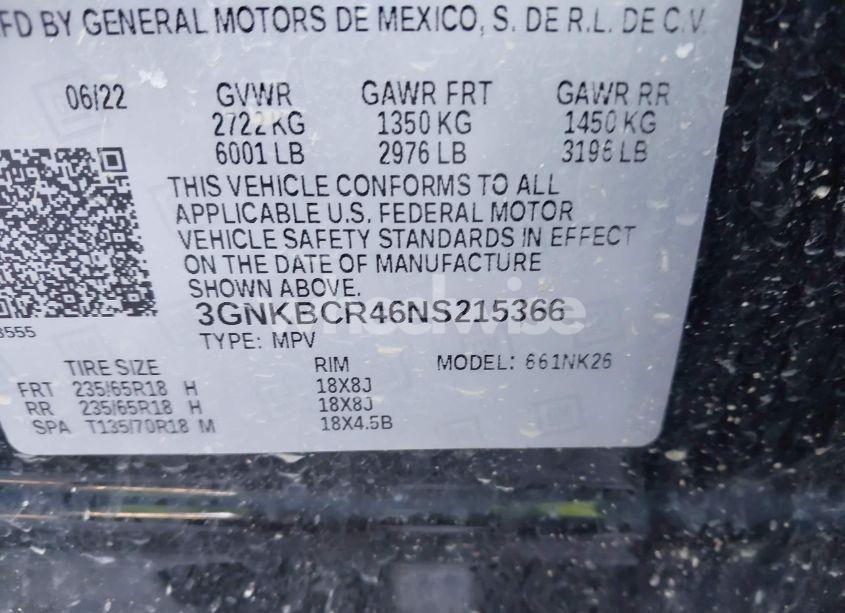 MFD BY GENERAL MOTORS DE MEXICO, S. DE R.L. DE C.V.
06/22 GVWR GAWR FRT GAWR RR
2722 KG 1350 KG 1450 KG
6001 LB 2976 LB 3196 LB
THIS VEHICLE CONFORMS TO ALL
APPLICABLE U.S. FEDERAL MOTOR
VEHICLE SAFETY STANDARDS IN EFFECT
ON THE DATE OF MANUFACTURE
SHOWN ABOVE.
3GNKBCR46NS215366
3555
TYPE: MPV
TIRE SIZE RIM MODEL: 661NK26
FRT 235/65R18 H 18X8J
RR 235/65R18 H 18X8J
SPA T135/70R18 M 18X4.5B